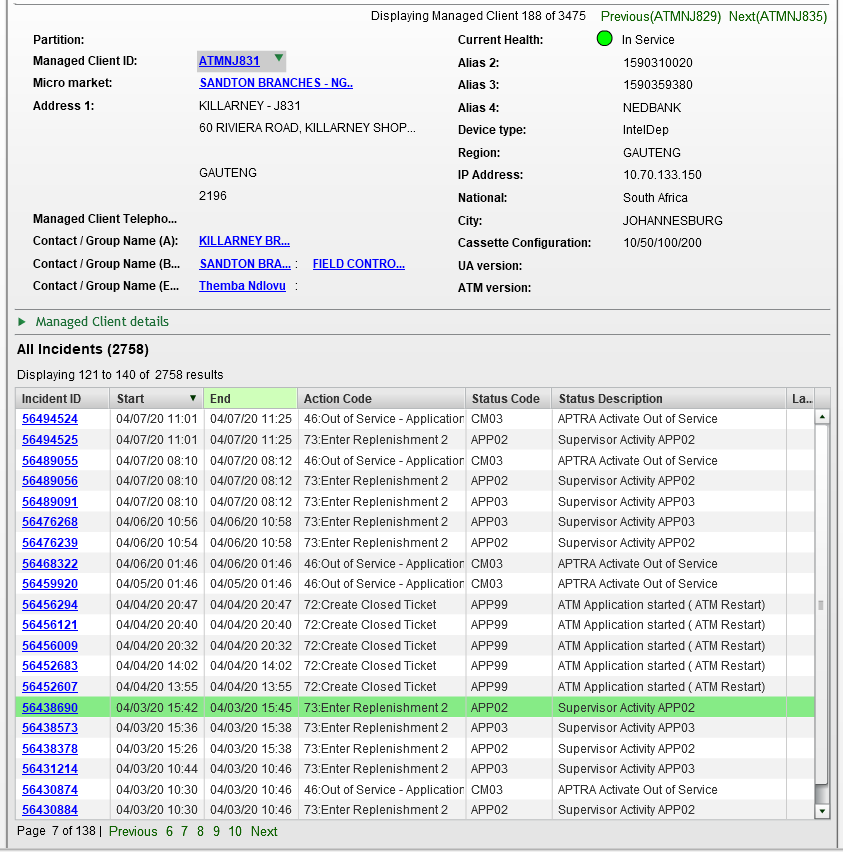 Displaying Managed Client 188 of 3475 Previous(ATMNJ829) Next(ATMNJ835)
Partition: Current Health: In Service
Managed Client ID: ATMNJ831 Alias 2: 1590310020
Micro market: SANDTON BRANCHES - NG.. Alias 3: 1590359380
Address 1: KILLARNEY - J831 Alias 4: NEDBANK
60 RIVIERA ROAD, KILLARNEY SHOP... Device type: IntelDep
Region: GAUTENG
GAUTENG IP Address: 10.70.133.150
2196 National: South Africa
Managed Client Telepho... City: JOHANNESBURG
Contact / Group Name (A): KILLARNEY BR... Cassette Configuration: 10/50/100/200
Contact / Group Name (B... SANDTON BRA... : FIELD CONTRO... UA version:
Contact / Group Name (E... Themba Ndlovu : ATM version:
Managed Client details
All Incidents (2758)
Displaying 121 to 140 of 2758 results
Incident ID Start End Action Code Status Code Status Description La...
56494524 04/07/20 11:01 04/07/20 11:25 46:Out of Service - Application CM03 APTRA Activate Out of Service
56494525 04/07/20 11:01 04/07/20 11:25 73:Enter Replenishment 2 APP02 Supervisor Activity APP02
56489055 04/07/20 08:10 04/07/20 08:12 46:Out of Service - Application CM03 APTRA Activate Out of Service
56489056 04/07/20 08:10 04/07/20 08:12 73:Enter Replenishment 2 APP02 Supervisor Activity APP02
56489091 04/07/20 08:10 04/07/20 08:12 73:Enter Replenishment 2 APP03 Supervisor Activity APP03
56476268 04/06/20 10:56 04/06/20 10:58 73:Enter Replenishment 2 APP03 Supervisor Activity APP03
56476239 04/06/20 10:54 04/06/20 10:58 73:Enter Replenishment 2 APP02 Supervisor Activity APP02
56468322 04/06/20 01:46 04/06/20 01:46 46:Out of Service - Application CM03 APTRA Activate Out of Service
56459920 04/05/20 01:46 04/05/20 01:46 46:Out of Service - Application CM03 APTRA Activate Out of Service
56456294 04/04/20 20:47 04/04/20 20:47 72:Create Closed Ticket APP99 ATM Application started ( ATM Restart)
56456121 04/04/20 20:40 04/04/20 20:40 72:Create Closed Ticket APP99 ATM Application started ( ATM Restart)
56456009 04/04/20 20:32 04/04/20 20:32 72:Create Closed Ticket APP99 ATM Application started ( ATM Restart)
56452683 04/04/20 14:02 04/04/20 14:02 72:Create Closed Ticket APP99 ATM Application started ( ATM Restart)
56452607 04/04/20 13:55 04/04/20 13:55 72:Create Closed Ticket APP99 ATM Application started ( ATM Restart)
56438690 04/03/20 15:42 04/03/20 15:45 73:Enter Replenishment 2 APP02 Supervisor Activity APP02
56438573 04/03/20 15:36 04/03/20 15:38 73:Enter Replenishment 2 APP03 Supervisor Activity APP03
56438378 04/03/20 15:26 04/03/20 15:38 73:Enter Replenishment 2 APP02 Supervisor Activity APP02
56431214 04/03/20 10:44 04/03/20 10:46 73:Enter Replenishment 2 APP03 Supervisor Activity APP03
56430874 04/03/20 10:30 04/03/20 10:46 46:Out of Service - Application CM03 APTRA Activate Out of Service
56430884 04/03/20 10:30 04/03/20 10:46 73:Enter Replenishment 2 APP02 Supervisor Activity APP02
Page 7 of 138 | Previous 6 7 8 9 10 Next